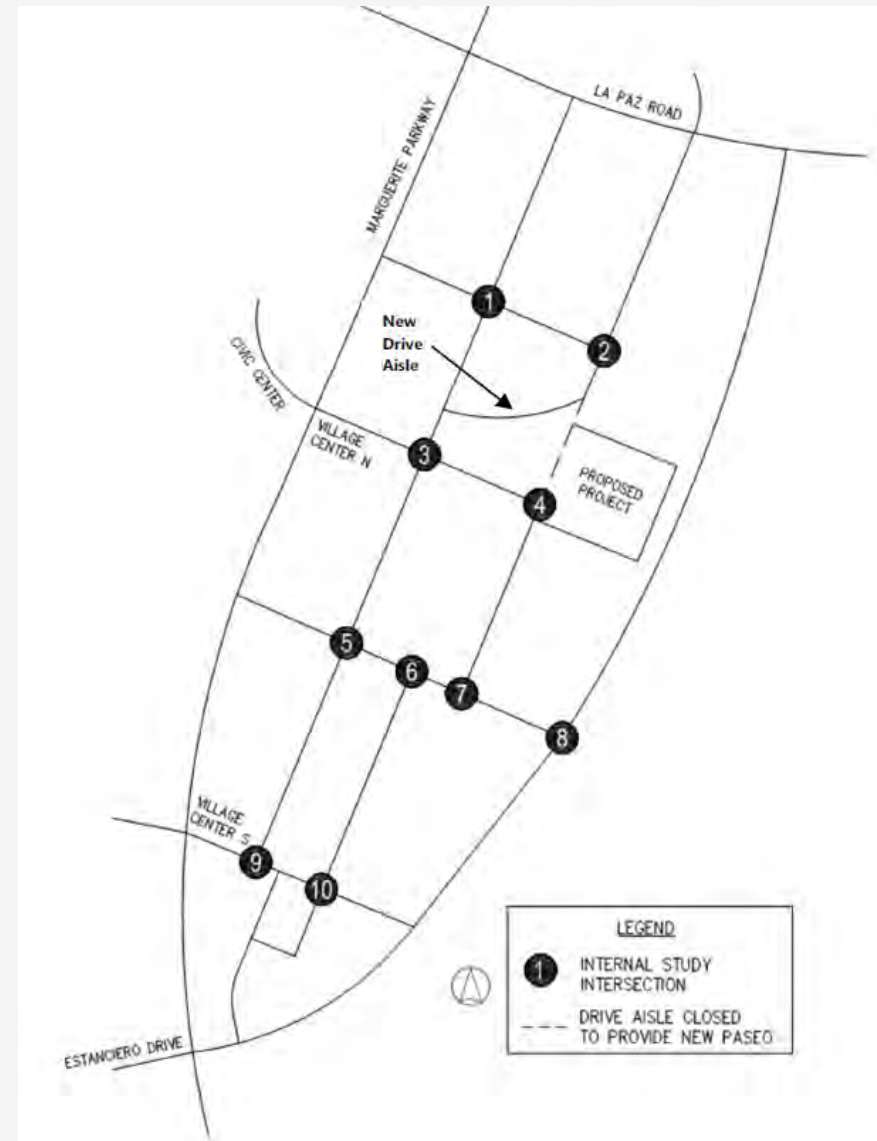 LA PAZ ROAD
MARGUERITE PARKWAY
1
2
New
Drive
Aisle
CIVIC CENTER
VILLAGE
CENTER N
3
4
PROPOSED
PROJECT
5
6
7
8
VILLAGE
CENTER S
9
10
ESTANCIERO DRIVE
LEGEND
1
INTERNAL STUDY
INTERSECTION
DRIVE AISLE CLOSED
TO PROVIDE NEW PASEO